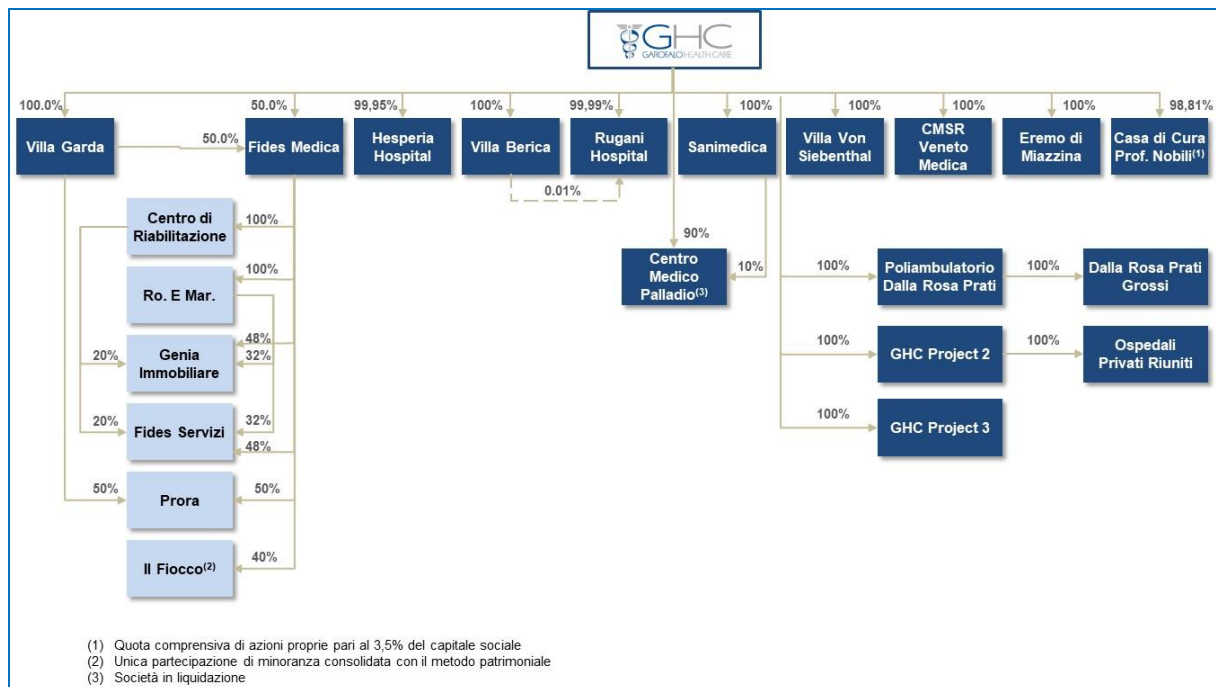 GHC
GAROFALO HEALTH CARE
100.0%
50.0%
99,95%
100%
99,99%
100%
100%
100%
100%
98,81%
Villa Garda
50.0%
Fides Medica
Hesperia
Hospital
Villa Berica
Rugani
Hospital
Sanimedica
Villa Von
Siebenthal
CMSR
Veneto
Medica
Eremo di
Miazzina
Casa di Cura
Prof. Nobili(1)
0.01%
Centro di
Riabilitazione
100%
90%
Centro
Medico
Palladio(3)
10%
100%
Poliambulatorio
Dalla Rosa Prati
100%
Dalla Rosa Prati
Grossi
Ro. E Mar.
100%
20%
Genia
Immobiliare
48%
32%
100%
GHC Project 2
100%
Ospedali
Privati Riuniti
20%
Fides Servizi
32%
48%
100%
GHC Project 3
50%
Prora
50%
Il Fiocco(2)
40%
(1) Quota comprensiva di azioni proprie pari al 3,5% del capitale sociale
(2) Unica partecipazione di minoranza consolidata con il metodo patrimoniale
(3) Società in liquidazione